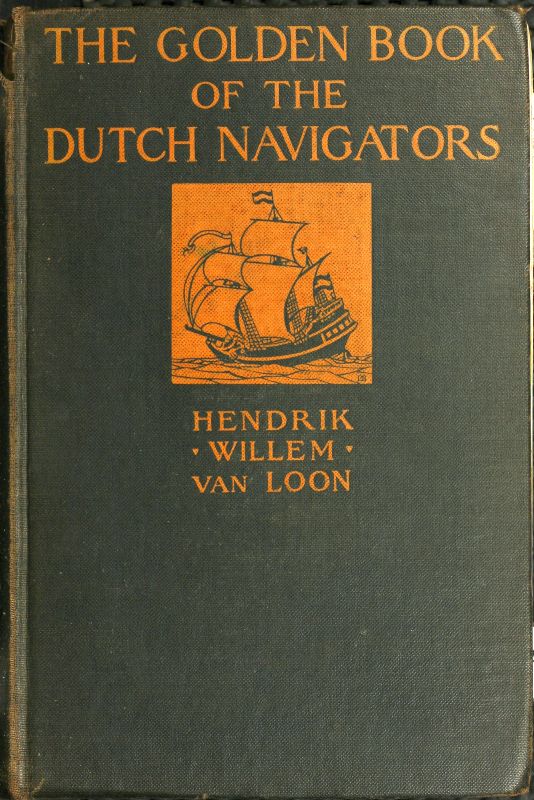 THE GOLDEN BOOK
OF THE
DUTCH NAVIGATORS
HENDRIK
· WILLEM ·
VAN LOON